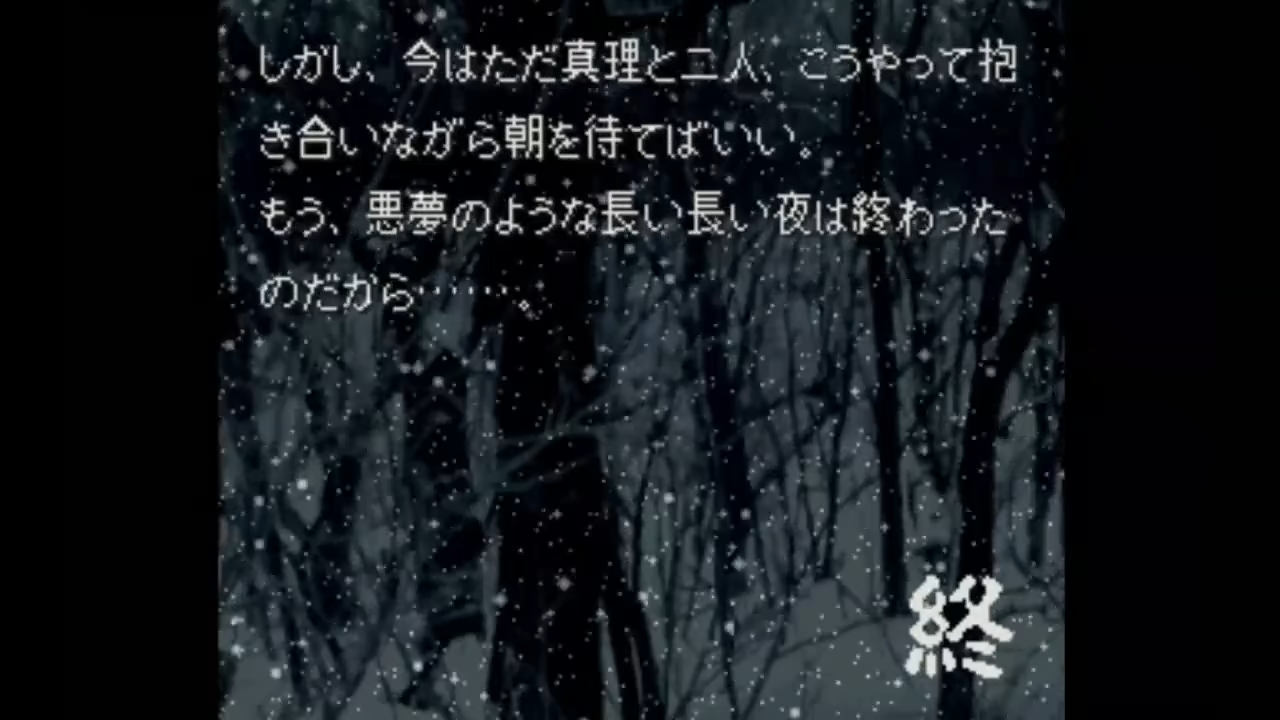 しかし、今はただ真理と二人、こうやって抱
き合いながら朝を待てばいい。
もう、悪夢のような長い長い夜は終わった
のだから……。
終